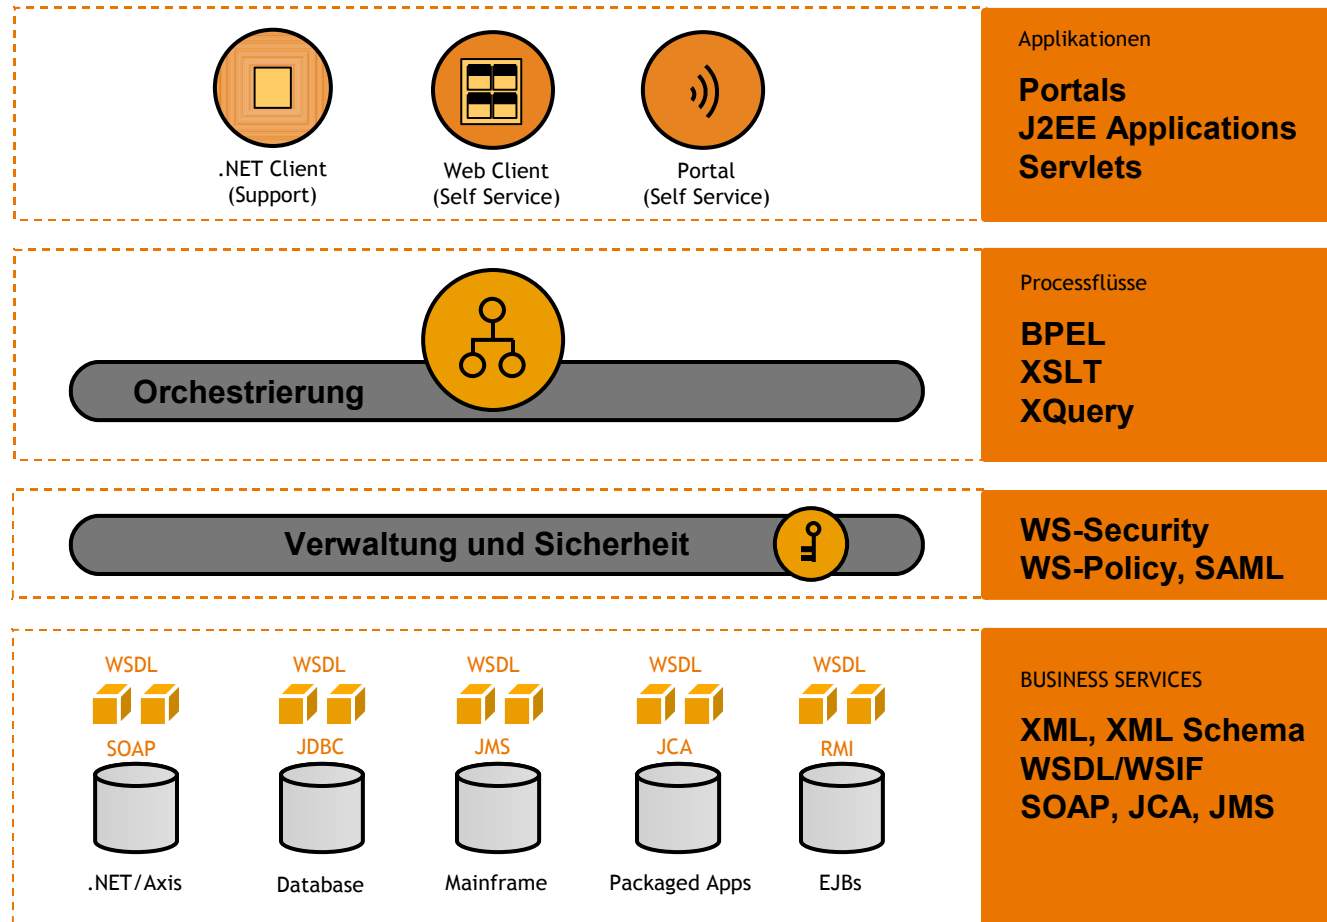 Applikationen
Portals
J2EE Applications
Servlets
.NET Client
(Support)
Web Client
(Self Service)
Portal
(Self Service)
Processflüsse
BPEL
XSLT
XQuery
Orchestrierung
Verwaltung und Sicherheit
WS-Security
WS-Policy, SAML
WSDL
WSDL
WSDL
WSDL
WSDL
SOAP
JDBC
JMS
JCA
RMI
.NET/Axis
Database
Mainframe
Packaged Apps
EJBs
BUSINESS SERVICES
XML, XML Schema
WSDL/WSIF
SOAP, JCA, JMS